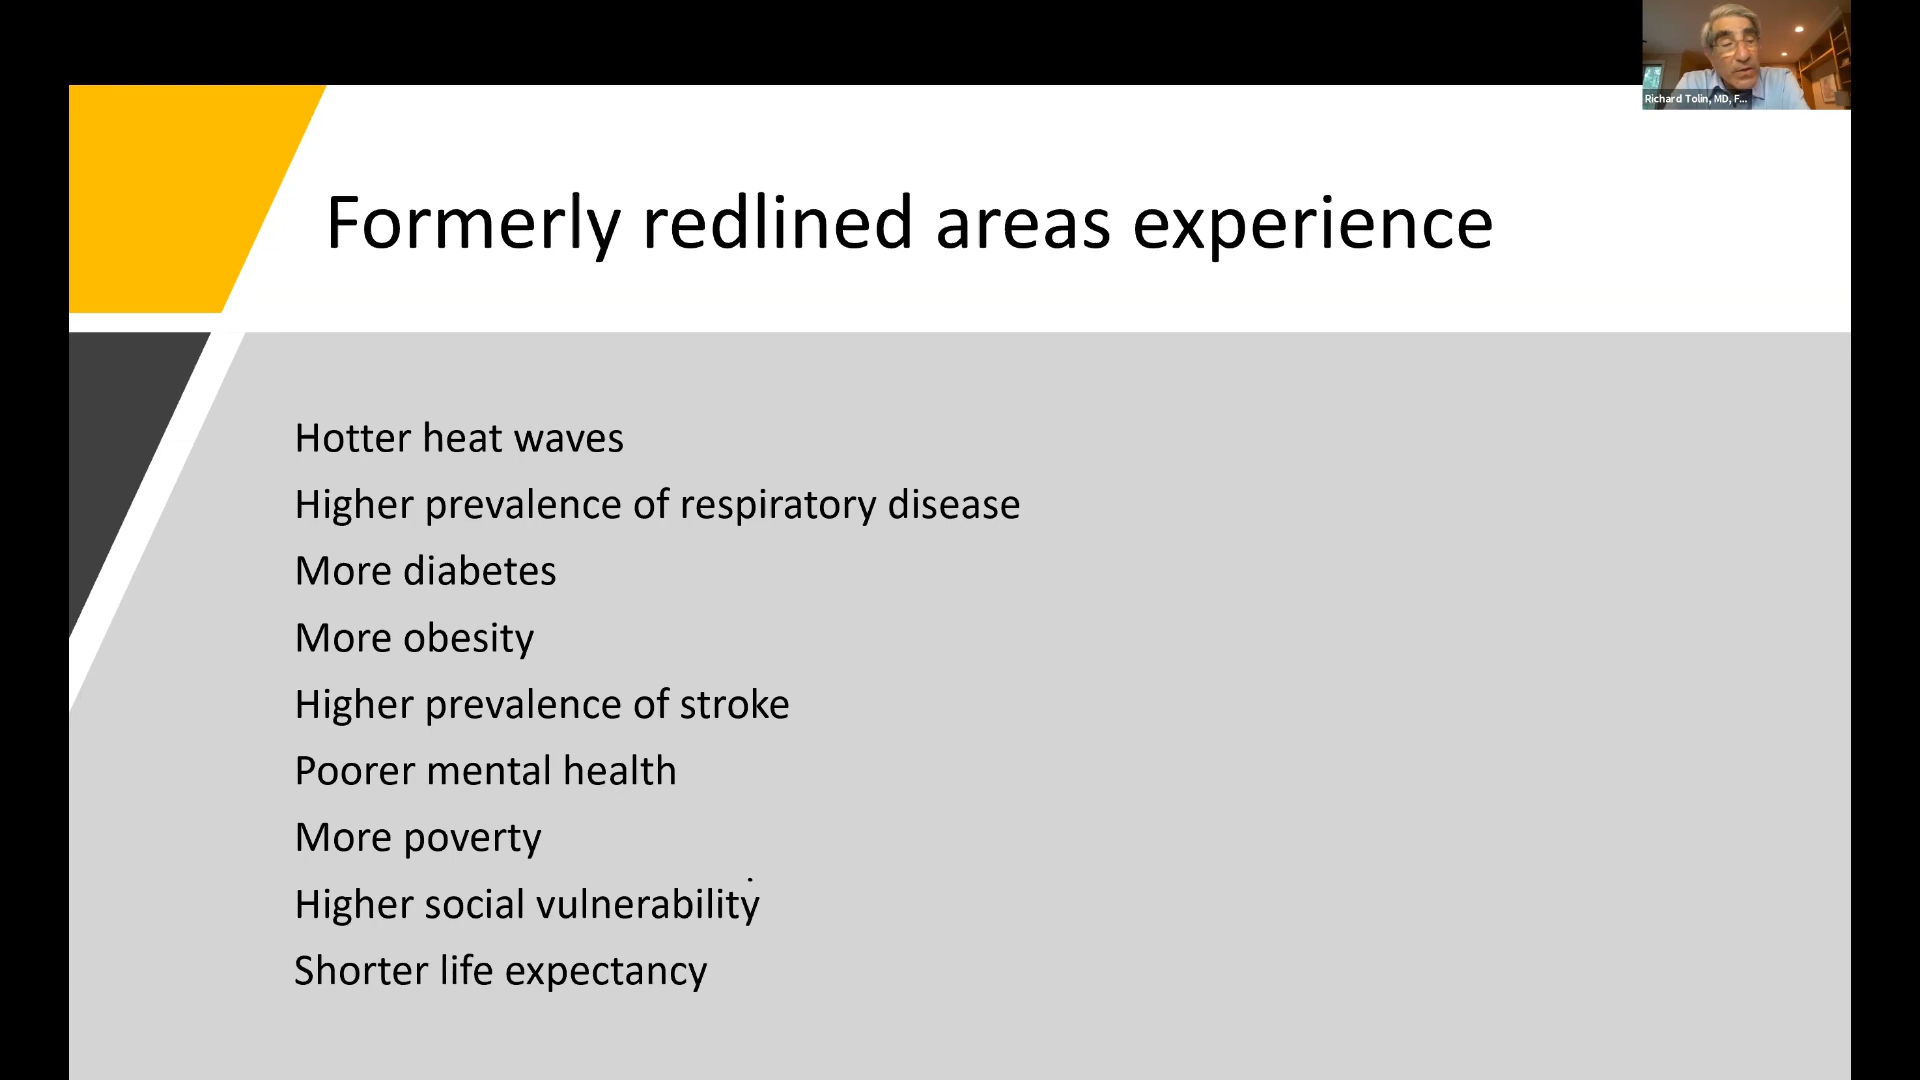 Richard Tolin, MD, F...
Formerly redlined areas experience
Hotter heat waves
Higher prevalence of respiratory disease
More diabetes
More obesity
Higher prevalence of stroke
Poorer mental health
More poverty
Higher social vulnerability
Shorter life expectancy